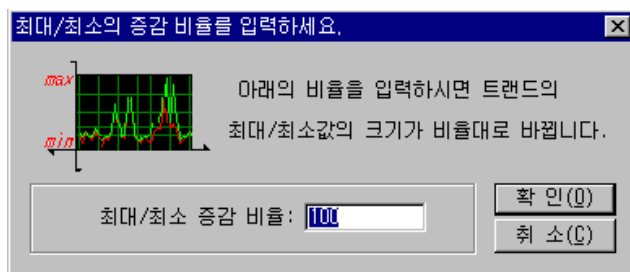 최대/최소의 증감 비율를 입력하세요.
max
min
아래의 비율을 입력하시면 트랜드의
최대/최소값의 크기가 비율대로 바뀝니다.
최대/최소 증감 비율: 100
확 인(O)
취 소(C)